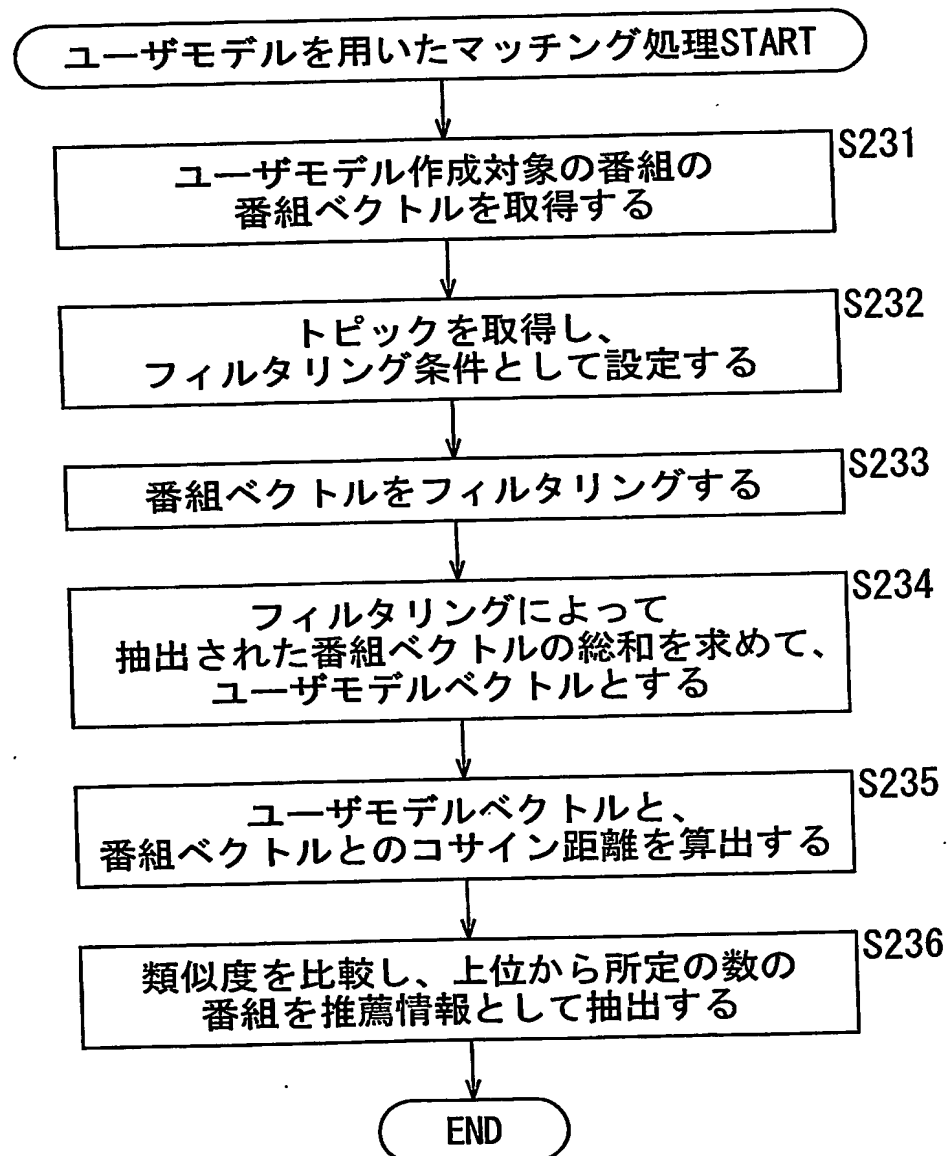 ユーザモデルを用いたマッチング処理START
S231
ユーザモデル作成対象の番組の
番組ベクトルを取得する
S232
トピックを取得し、
フィルタリング条件として設定する
S233
番組ベクトルをフィルタリングする
S234
フィルタリングによって
抽出された番組ベクトルの総和を求めて、
ユーザモデルベクトルとする
S235
ユーザモデルベクトルと、
番組ベクトルとのコサイン距離を算出する
S236
類似度を比較し、上位から所定の数の
番組を推薦情報として抽出する
END